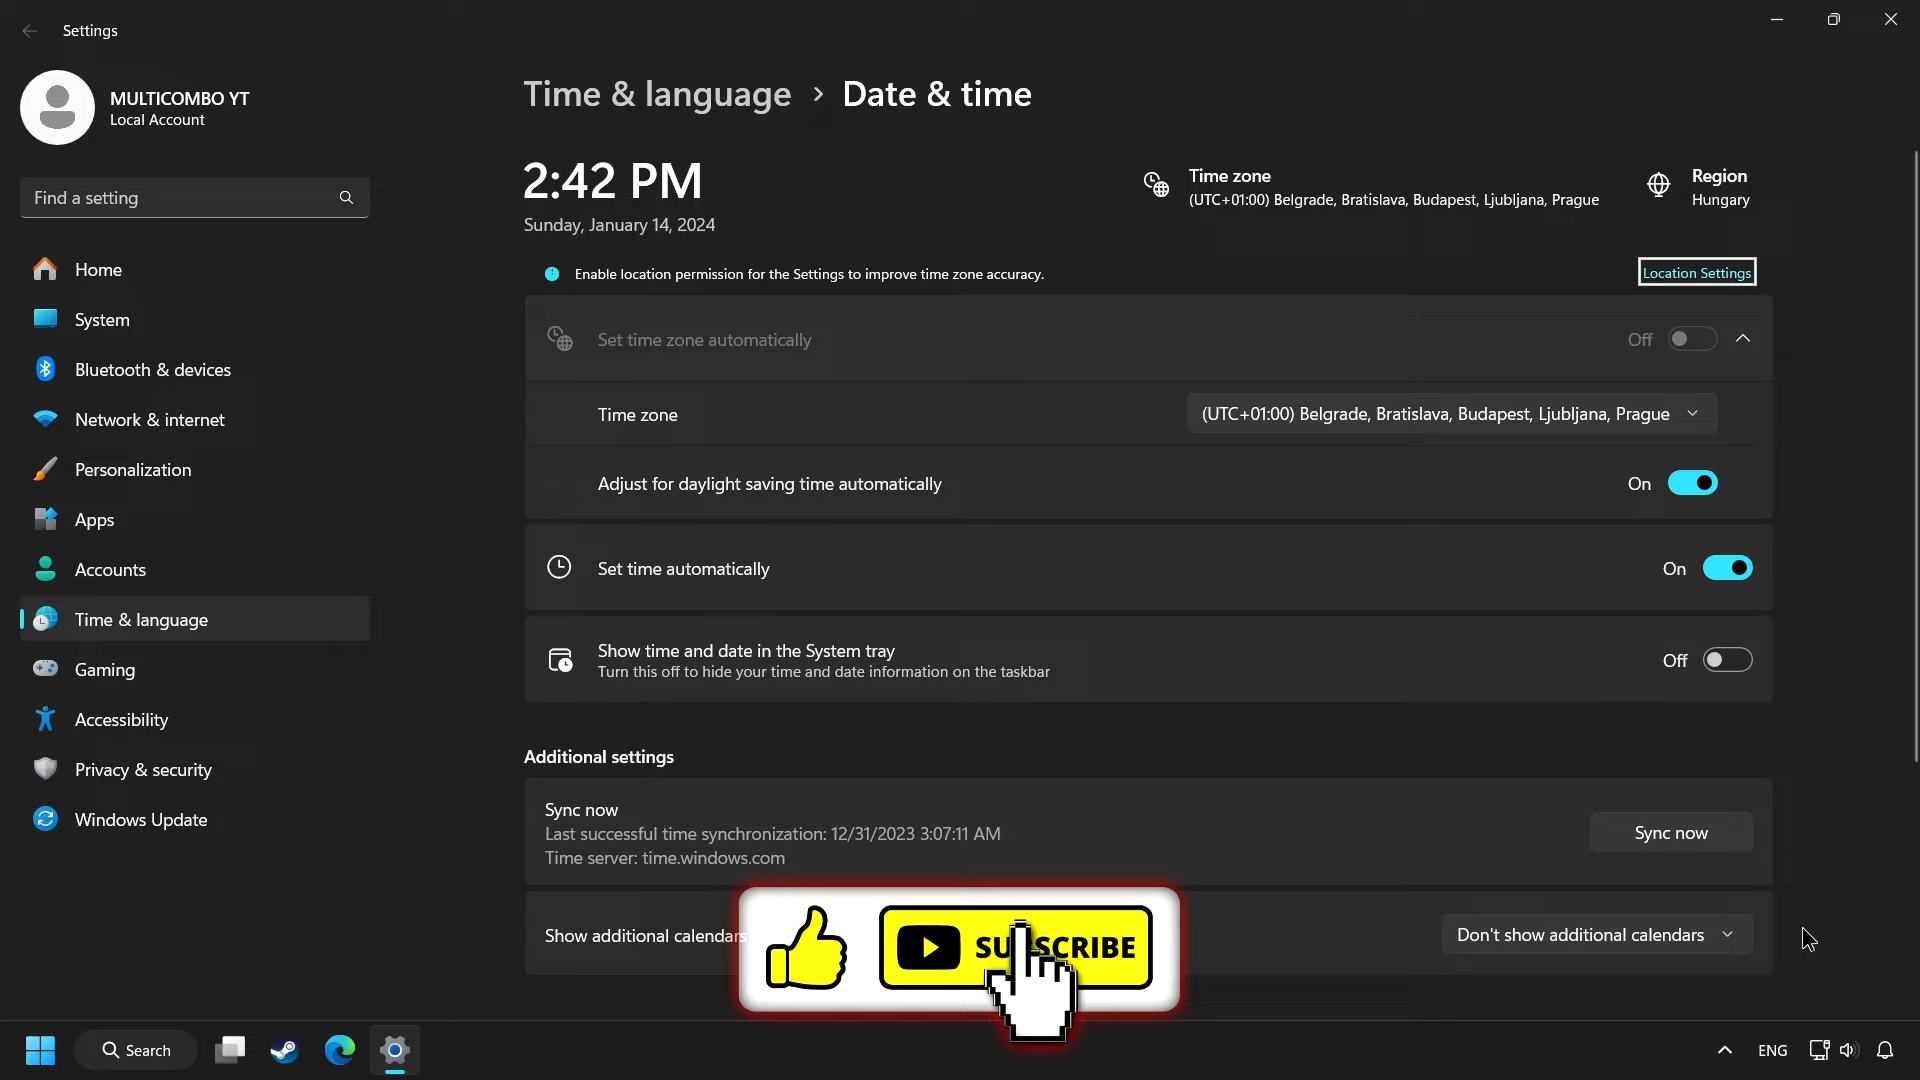 Settings
MULTICOMBO YT
Local Account
Find a setting
Home
System
Bluetooth & devices
Network & internet
Personalization
Apps
Accounts
Time & language
Gaming
Accessibility
Privacy & security
Windows Update
Time & language > Date & time
2:42 PM
Sunday, January 14, 2024
Time zone
(UTC+01:00) Belgrade, Bratislava, Budapest, Ljubljana, Prague
Region
Hungary
Enable location permission for the Settings to improve time zone accuracy.
Location Settings
Set time zone automatically
Off
Time zone
(UTC+01:00) Belgrade, Bratislava, Budapest, Ljubljana, Prague
Adjust for daylight saving time automatically
On
Set time automatically
On
Show time and date in the System tray
Turn this off to hide your time and date information on the taskbar
Off
Additional settings
Sync now
Last successful time synchronization: 12/31/2023 3:07:11 AM
Time server: time.windows.com
Sync now
Show additional calendars
Don't show additional calendars
SUBSCRIBE
Search
ENG